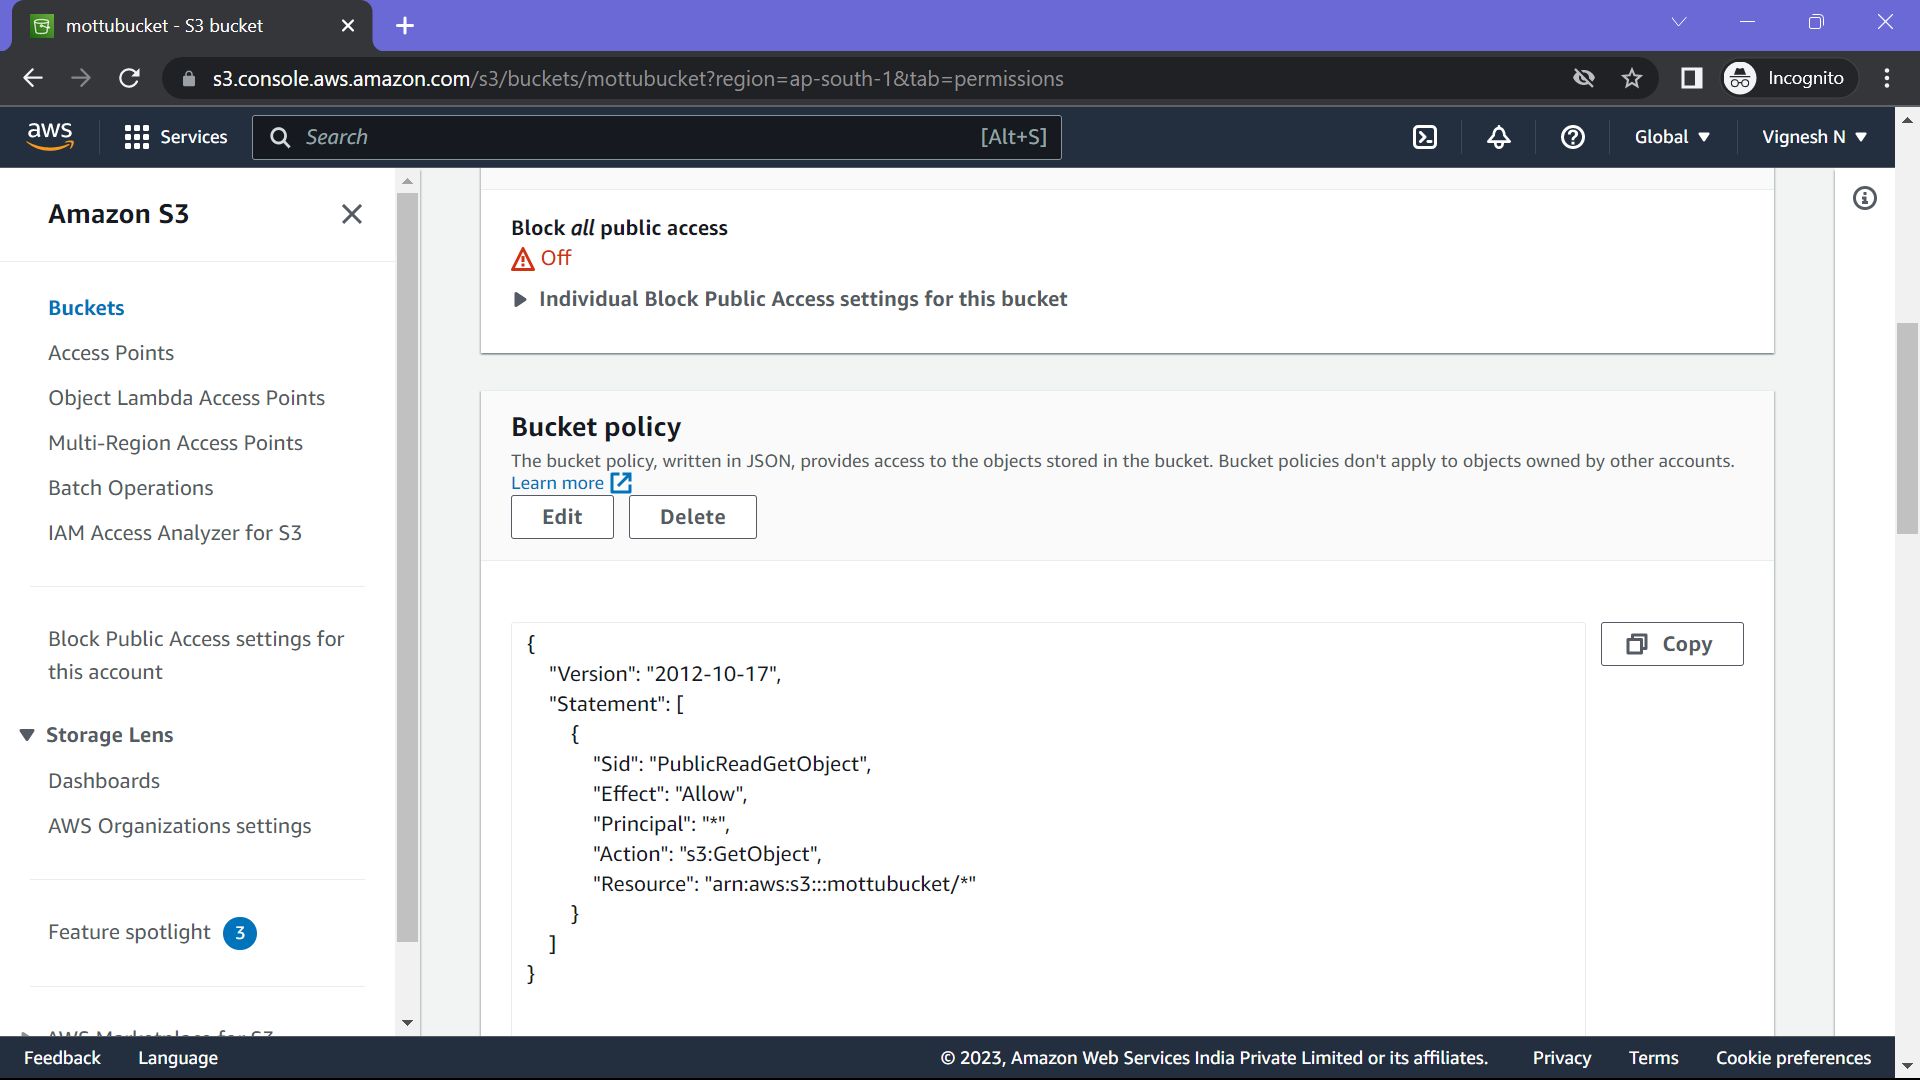 mottubucket - S3 bucket
s3.console.aws.amazon.com/s3/buckets/mottubucket?region=ap-south-1&tab=permissions
Incognito
aws
Services
Search
[Alt+S]
Global
Vignesh N
Amazon S3
Buckets
Access Points
Object Lambda Access Points
Multi-Region Access Points
Batch Operations
IAM Access Analyzer for S3
Block Public Access settings for
this account
Storage Lens
Dashboards
AWS Organizations settings
Feature spotlight 3
AWS Marketplace for S3
Block all public access
Off
Individual Block Public Access settings for this bucket
Bucket policy
The bucket policy, written in JSON, provides access to the objects stored in the bucket. Bucket policies don't apply to objects owned by other accounts.
Learn more
Edit
Delete
Copy
{
"Version": "2012-10-17",
"Statement": [
{
"Sid": "PublicReadGetObject",
"Effect": "Allow",
"Principal": "*",
"Action": "s3:GetObject",
"Resource": "arn:aws:s3:::mottubucket/*"
}
]
}
Feedback
Language
© 2023, Amazon Web Services India Private Limited or its affiliates.
Privacy
Terms
Cookie preferences